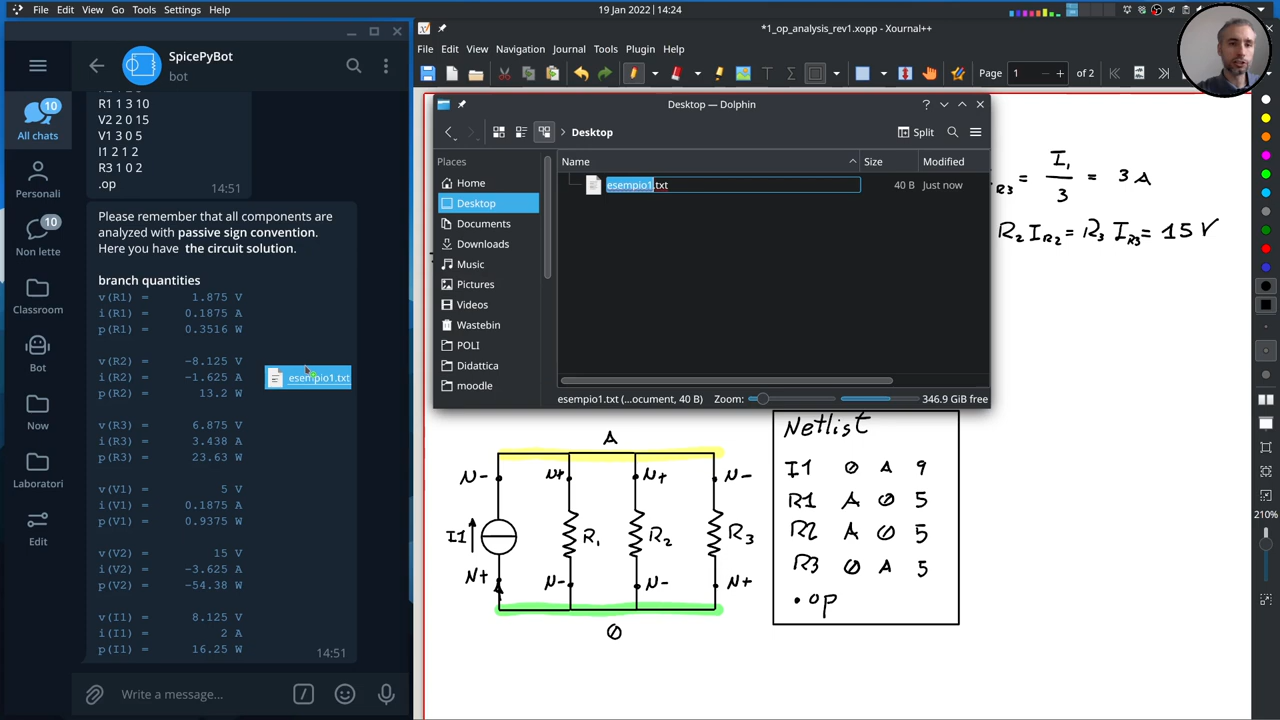 File Edit View Go Tools Settings Help
19 Jan 2022 | 14:24
SpicePyBot
bot
10
All chats
Personali
10
Non lette
Classroom
Bot
Now
Laboratori
Edit
R1 1 3 10
V2 2 0 15
V1 3 0 5
I1 2 1 2
R3 1 0 2
.op
14:51
Please remember that all components are
analyzed with passive sign convention.
Here you have the circuit solution.
branch quantities
v(R1) = 1.875 V
i(R1) = 0.1875 A
p(R1) = 0.3516 W
v(R2) = -8.125 V
i(R2) = -1.625 A
p(R2) = 13.2 W
v(R3) = 6.875 V
i(R3) = 3.438 A
p(R3) = 23.63 W
v(V1) = 5 V
i(V1) = 0.1875 A
p(V1) = 0.9375 W
v(V2) = 15 V
i(V2) = -3.625 A
p(V2) = -54.38 W
v(I1) = 8.125 V
i(I1) = 2 A
p(I1) = 16.25 W
14:51
esempio1.txt
Write a message...
*1_op_analysis_rev1.xopp - Xournal++
File Edit View Navigation Journal Tools Plugin Help
Page 1 of 2
Desktop — Dolphin
Desktop
Split
Places
Home
Desktop
Documents
Downloads
Music
Pictures
Videos
Wastebin
POLI
Didattica
moodle
Name Size Modified
esempio1.txt 40 B Just now
esempio1.txt (...ocument, 40 B) Zoom: 346.9 GiB free
R3 = I1 / 3 = 3 A
R2 IR2 = R3 IR3 = 15 V
A
N- N+ N+ N-
I1 R1 R2 R3
N+ N- N- N+
0
Netlist
I1 0 A 9
R1 A 0 5
R2 A 0 5
R3 0 A 5
.op
210%